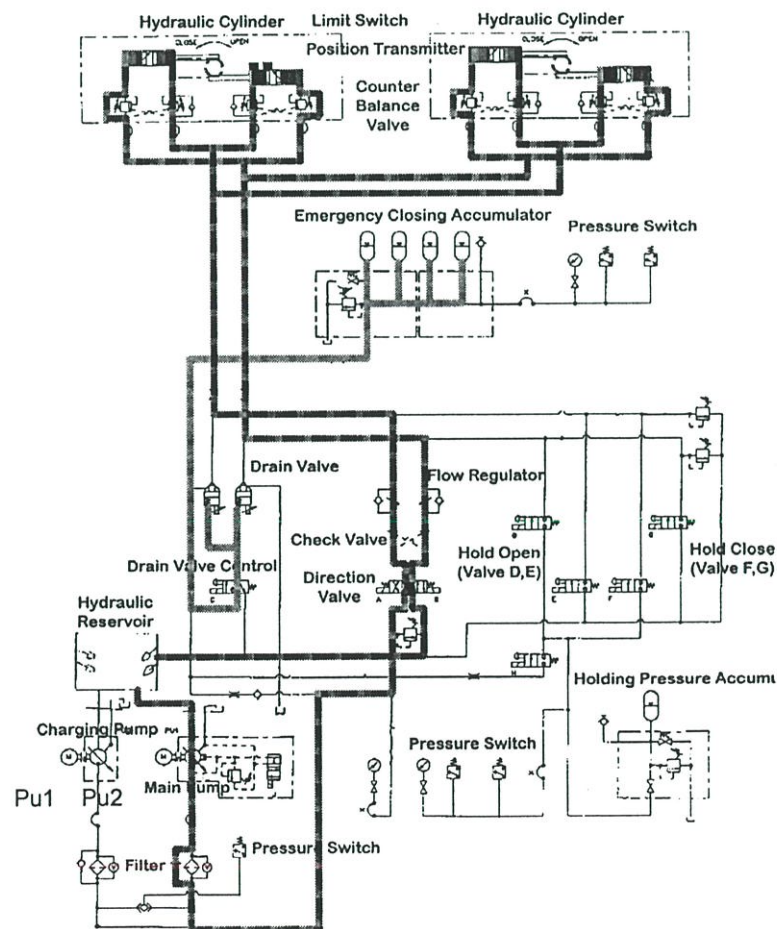 Hydraulic Cylinder
Limit Switch
Hydraulic Cylinder
CLOSE OPEN
Position Transmitter
CLOSE OPEN
Counter
Balance
Valve
Emergency Closing Accumulator
Pressure Switch
Drain Valve
Flow Regulator
Check Valve
Hold Open
(Valve D,E)
Hold Close
(Valve F,G)
Drain Valve Control
Direction
Valve
A
B
C
E
F
G
H
Hydraulic
Reservoir
Holding Pressure Accumu
Charging Pump
Main Pump
Pressure Switch
Pu1 Pu2
Filter
Pressure Switch